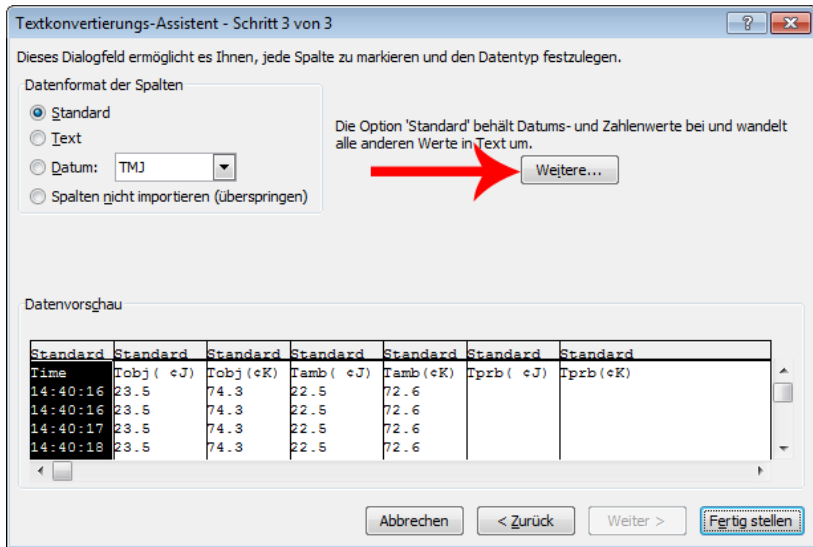 Textkonvertierungs-Assistent - Schritt 3 von 3
Dieses Dialogfeld ermöglicht es Ihnen, jede Spalte zu markieren und den Datentyp festzulegen.
Datenformat der Spalten
Standard
Text
Datum: TMJ
Spalten nicht importieren (überspringen)
Die Option 'Standard' behält Datums- und Zahlenwerte bei und wandelt
alle anderen Werte in Text um.
Weitere...
Datenvorschau
Standard Standard Standard Standard Standard Standard Standard
Time Tobj( ¢J) Tobj(¢K) Tamb( ¢J) Tamb(¢K) Tprb( ¢J) Tprb(¢K)
14:40:16 23.5 74.3 22.5 72.6
14:40:16 23.5 74.3 22.5 72.6
14:40:17 23.5 74.3 22.5 72.6
14:40:18 23.5 74.3 22.5 72.6
Abbrechen < Zurück Weiter > Fertig stellen